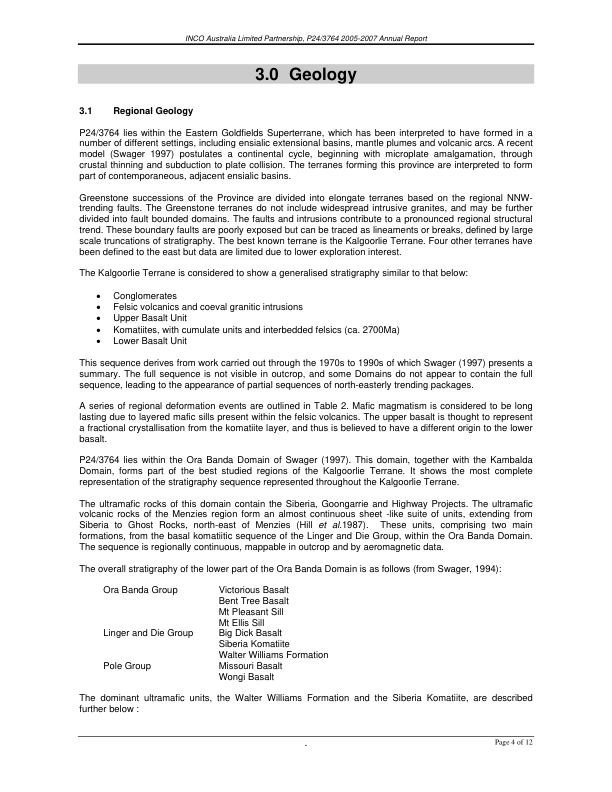 INCO Australia Limited Partnership, P24/3764 2005-2007 Annual Report
3.0 Geology
3.1 Regional Geology
P24/3764 lies within the Eastern Goldfields Superterrane, which has been interpreted to have formed in a
number of different settings, including ensialic extensional basins, mantle plumes and volcanic arcs. A recent
model (Swager 1997) postulates a continental cycle, beginning with microplate amalgamation, through
crustal thinning and subduction to plate collision. The terranes forming this province are interpreted to form
part of contemporaneous, adjacent ensialic basins.
Greenstone successions of the Province are divided into elongate terranes based on the regional NNW-
trending faults. The Greenstone terranes do not include widespread intrusive granites, and may be further
divided into fault bounded domains. The faults and intrusions contribute to a pronounced regional structural
trend. These boundary faults are poorly exposed but can be traced as lineaments or breaks, defined by large
scale truncations of stratigraphy. The best known terrane is the Kalgoorlie Terrane. Four other terranes have
been defined to the east but data are limited due to lower exploration interest.
The Kalgoorlie Terrane is considered to show a generalised stratigraphy similar to that below:
• Conglomerates
• Felsic volcanics and coeval granitic intrusions
• Upper Basalt Unit
• Komatiites, with cumulate units and interbedded felsics (ca. 2700Ma)
• Lower Basalt Unit
This sequence derives from work carried out through the 1970s to 1990s of which Swager (1997) presents a
summary. The full sequence is not visible in outcrop, and some Domains do not appear to contain the full
sequence, leading to the appearance of partial sequences of north-easterly trending packages.
A series of regional deformation events are outlined in Table 2. Mafic magmatism is considered to be long
lasting due to layered mafic sills present within the felsic volcanics. The upper basalt is thought to represent
a fractional crystallisation from the komatiite layer, and thus is believed to have a different origin to the lower
basalt.
P24/3764 lies within the Ora Banda Domain of Swager (1997). This domain, together with the Kambalda
Domain, forms part of the best studied regions of the Kalgoorlie Terrane. It shows the most complete
representation of the stratigraphy sequence represented throughout the Kalgoorlie Terrane.
The ultramafic rocks of this domain contain the Siberia, Goongarrie and Highway Projects. The ultramafic
volcanic rocks of the Menzies region form an almost continuous sheet -like suite of units, extending from
Siberia to Ghost Rocks, north-east of Menzies (Hill et al.1987). These units, comprising two main
formations, from the basal komatiitic sequence of the Linger and Die Group, within the Ora Banda Domain.
The sequence is regionally continuous, mappable in outcrop and by aeromagnetic data.
The overall stratigraphy of the lower part of the Ora Banda Domain is as follows (from Swager, 1994):
Ora Banda Group Victorious Basalt
Bent Tree Basalt
Mt Pleasant Sill
Mt Ellis Sill
Linger and Die Group Big Dick Basalt
Siberia Komatiite
Walter Williams Formation
Pole Group Missouri Basalt
Wongi Basalt
The dominant ultramafic units, the Walter Williams Formation and the Siberia Komatiite, are described
further below :
- Page 4 of 12